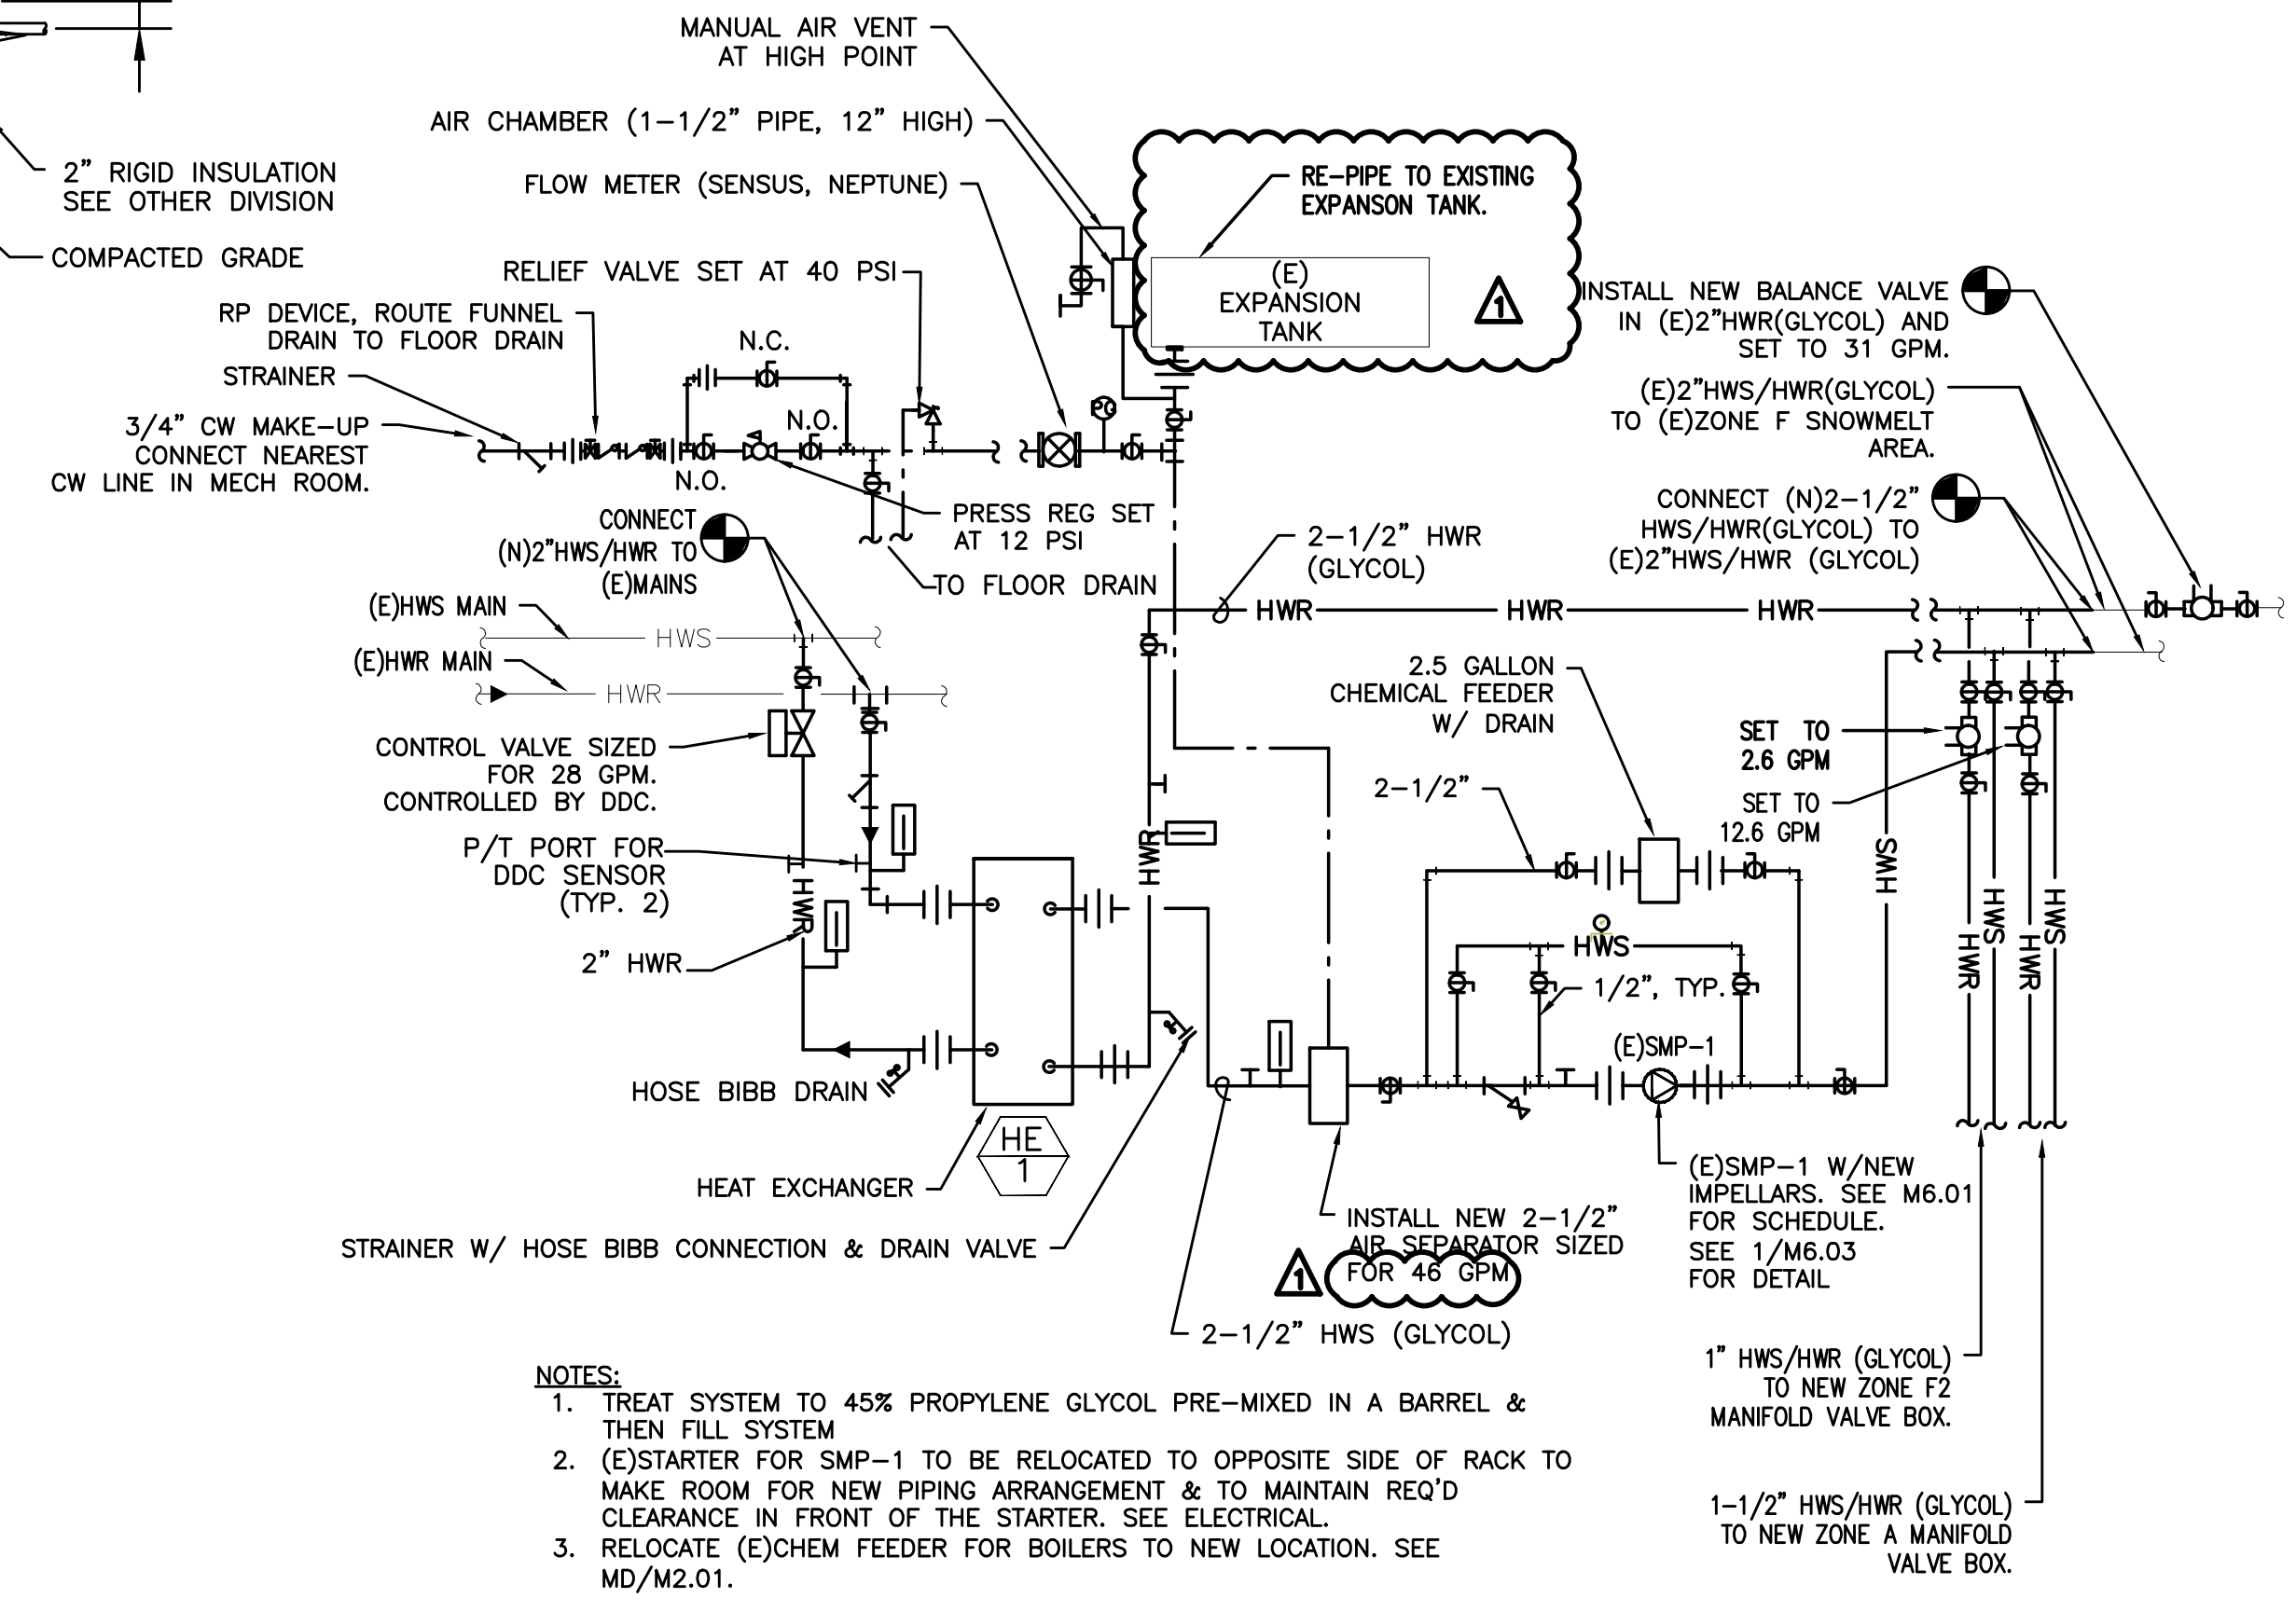 MANUAL AIR VENT
AT HIGH POINT
AIR CHAMBER (1-1/2" PIPE, 12" HIGH)
2" RIGID INSULATION
SEE OTHER DIVISION
FLOW METER (SENSUS, NEPTUNE)
COMPACTED GRADE
RELIEF VALVE SET AT 40 PSI
RE-PIPE TO EXISTING
EXPANSON TANK.
(E)
EXPANSION
TANK
1
RP DEVICE, ROUTE FUNNEL
DRAIN TO FLOOR DRAIN
N.C.
STRAINER
3/4" CW MAKE-UP
CONNECT NEAREST
CW LINE IN MECH ROOM.
N.O.
N.O.
PG
PRESS REG SET
AT 12 PSI
TO FLOOR DRAIN
INSTALL NEW BALANCE VALVE
IN (E)2"HWR(GLYCOL) AND
SET TO 31 GPM.
(E)2"HWS/HWR(GLYCOL)
TO (E)ZONE F SNOWMELT
AREA.
CONNECT (N)2-1/2"
HWS/HWR(GLYCOL) TO
(E)2"HWS/HWR (GLYCOL)
CONNECT
(N)2"HWS/HWR TO
(E)MAINS
2-1/2" HWR
(GLYCOL)
(E)HWS MAIN
HWS
HWR
HWR
HWR
(E)HWR MAIN
HWR
2.5 GALLON
CHEMICAL FEEDER
W/ DRAIN
CONTROL VALVE SIZED
FOR 28 GPM.
CONTROLLED BY DDC.
SET TO
2.6 GPM
2-1/2"
SET TO
12.6 GPM
P/T PORT FOR
DDC SENSOR
(TYP. 2)
HWR
HWR
HWS
HWR
HWS
HWR
HWS
2" HWR
HWS
1/2", TYP.
(E)SMP-1
HOSE BIBB DRAIN
HE
1
HEAT EXCHANGER
STRAINER W/ HOSE BIBB CONNECTION & DRAIN VALVE
INSTALL NEW 2-1/2"
AIR SEPARATOR SIZED
FOR 46 GPM
1
2-1/2" HWS (GLYCOL)
(E)SMP-1 W/NEW
IMPELLARS. SEE M6.01
FOR SCHEDULE.
SEE 1/M6.03
FOR DETAIL
1" HWS/HWR (GLYCOL)
TO NEW ZONE F2
MANIFOLD VALVE BOX.
1-1/2" HWS/HWR (GLYCOL)
TO NEW ZONE A MANIFOLD
VALVE BOX.
NOTES:
1. TREAT SYSTEM TO 45% PROPYLENE GLYCOL PRE-MIXED IN A BARREL &
THEN FILL SYSTEM
2. (E)STARTER FOR SMP-1 TO BE RELOCATED TO OPPOSITE SIDE OF RACK TO
MAKE ROOM FOR NEW PIPING ARRANGEMENT & TO MAINTAIN REQ'D
CLEARANCE IN FRONT OF THE STARTER. SEE ELECTRICAL.
3. RELOCATE (E)CHEM FEEDER FOR BOILERS TO NEW LOCATION. SEE
MD/M2.01.